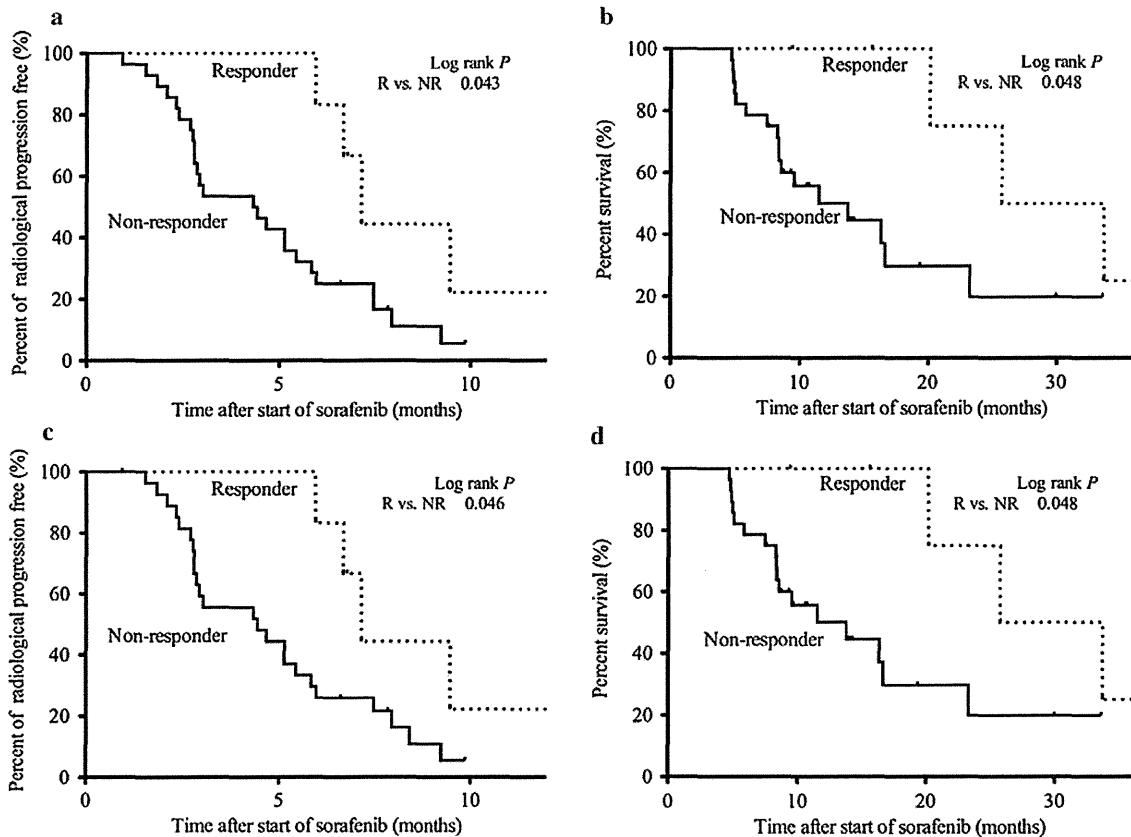 a
Percent of radiological progression free (%)
100
80
60
40
20
0
Responder
Non-responder
Log rank P
R vs. NR 0.043
0 5 10
Time after start of sorafenib (months)
b
Percent survival (%)
100
80
60
40
20
0
Responder
Non-responder
Log rank P
R vs. NR 0.048
0 10 20 30
Time after start of sorafenib (months)
c
Percent of radiological progression free (%)
100
80
60
40
20
0
Responder
Non-responder
Log rank P
R vs. NR 0.046
0 5 10
Time after start of sorafenib (months)
d
Percent survival (%)
100
80
60
40
20
0
Responder
Non-responder
Log rank P
R vs. NR 0.048
0 10 20 30
Time after start of sorafenib (months)